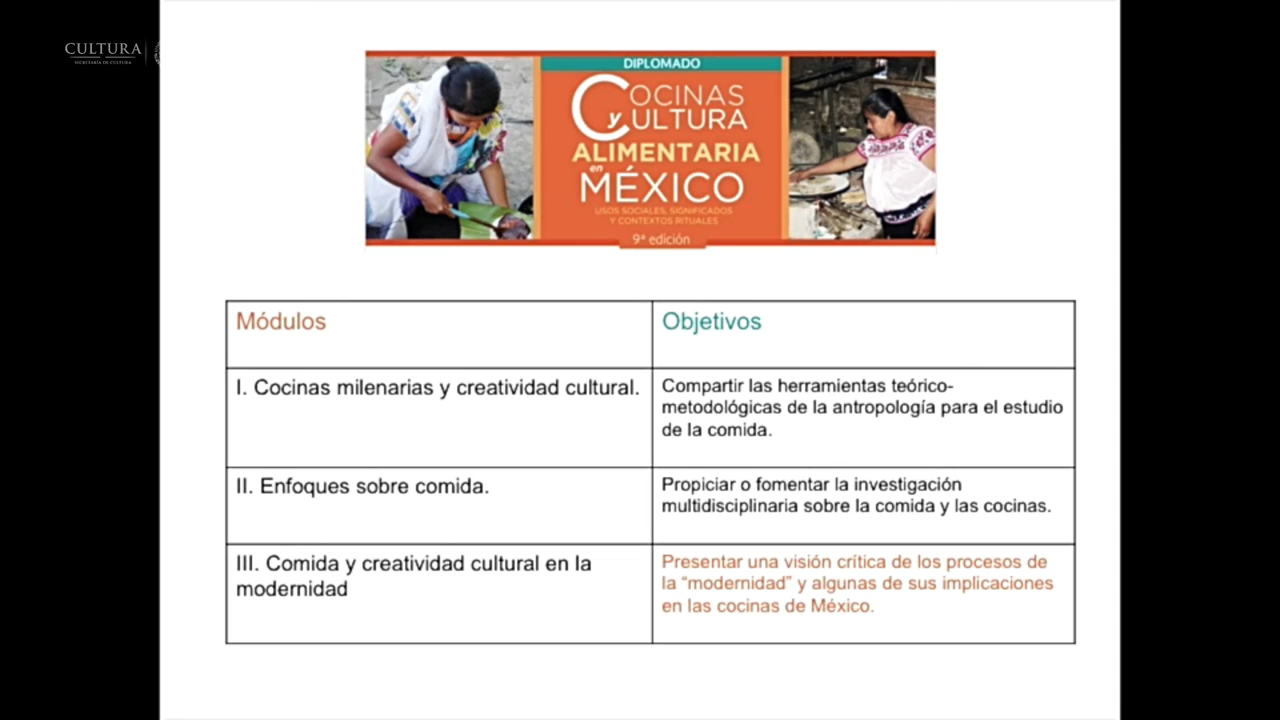 CULTURA
SECRETARÍA DE CULTURA
DIPLOMADO
COCINAS
y CULTURA
ALIMENTARIA
en
MÉXICO
USOS SOCIALES, SIGNIFICADOS
Y CONTEXTOS RITUALES
9ª edición
Módulos
Objetivos
I. Cocinas milenarias y creatividad cultural.
Compartir las herramientas teórico-
metodológicas de la antropología para el estudio
de la comida.
II. Enfoques sobre comida.
Propiciar o fomentar la investigación
multidisciplinaria sobre la comida y las cocinas.
III. Comida y creatividad cultural en la
modernidad
Presentar una visión crítica de los procesos de
la “modernidad” y algunas de sus implicaciones
en las cocinas de México.